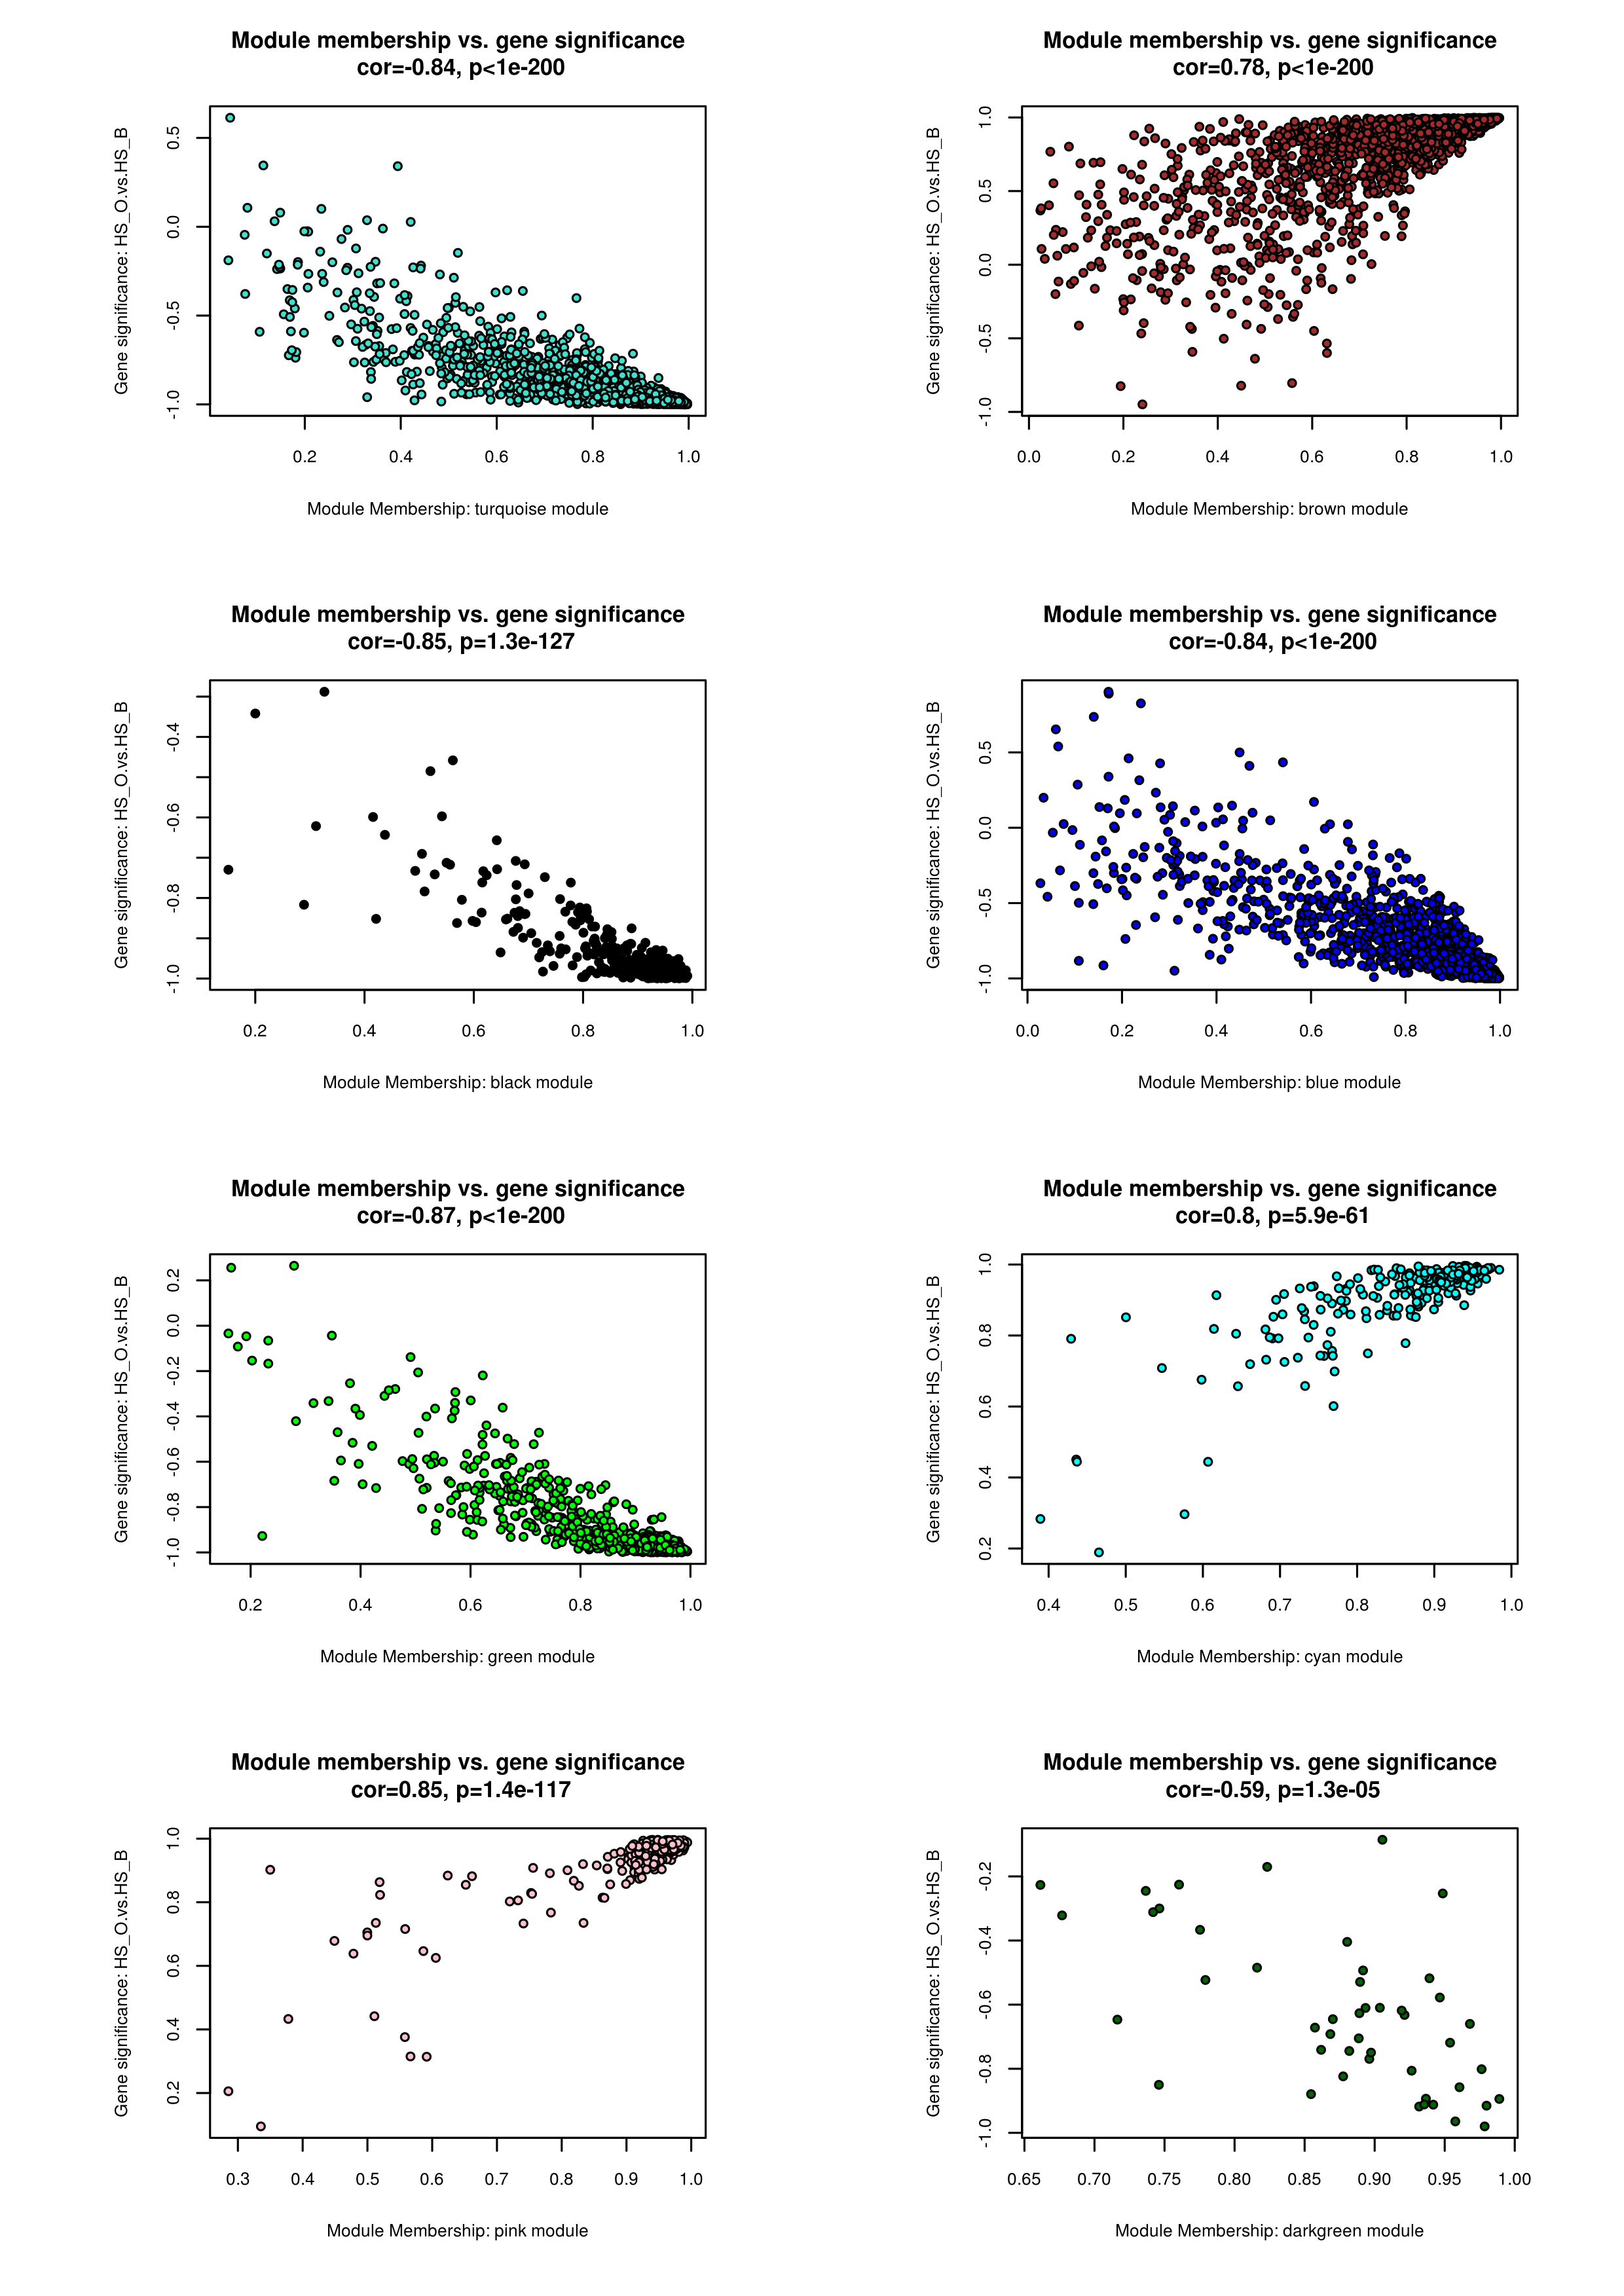 Module membership vs. gene significance
cor=-0.84, p<1e-200
Gene significance: HS_O.vs.HS_B
0.5
0.0
-0.5
-1.0
0.2 0.4 0.6 0.8 1.0
Module Membership: turquoise module
Module membership vs. gene significance
cor=0.78, p<1e-200
Gene significance: HS_O.vs.HS_B
1.0
0.5
0.0
-0.5
-1.0
0.0 0.2 0.4 0.6 0.8 1.0
Module Membership: brown module
Module membership vs. gene significance
cor=-0.85, p=1.3e-127
Gene significance: HS_O.vs.HS_B
-0.4
-0.6
-0.8
-1.0
0.2 0.4 0.6 0.8 1.0
Module Membership: black module
Module membership vs. gene significance
cor=-0.84, p<1e-200
Gene significance: HS_O.vs.HS_B
0.5
0.0
-0.5
-1.0
0.0 0.2 0.4 0.6 0.8 1.0
Module Membership: blue module
Module membership vs. gene significance
cor=-0.87, p<1e-200
Gene significance: HS_O.vs.HS_B
0.2
0.0
-0.2
-0.4
-0.6
-0.8
-1.0
0.2 0.4 0.6 0.8 1.0
Module Membership: green module
Module membership vs. gene significance
cor=0.8, p=5.9e-61
Gene significance: HS_O.vs.HS_B
1.0
0.8
0.6
0.4
0.2
0.4 0.5 0.6 0.7 0.8 0.9 1.0
Module Membership: cyan module
Module membership vs. gene significance
cor=0.85, p=1.4e-117
Gene significance: HS_O.vs.HS_B
1.0
0.8
0.6
0.4
0.2
0.3 0.4 0.5 0.6 0.7 0.8 0.9 1.0
Module Membership: pink module
Module membership vs. gene significance
cor=-0.59, p=1.3e-05
Gene significance: HS_O.vs.HS_B
-0.2
-0.4
-0.6
-0.8
-1.0
0.65 0.70 0.75 0.80 0.85 0.90 0.95 1.00
Module Membership: darkgreen module